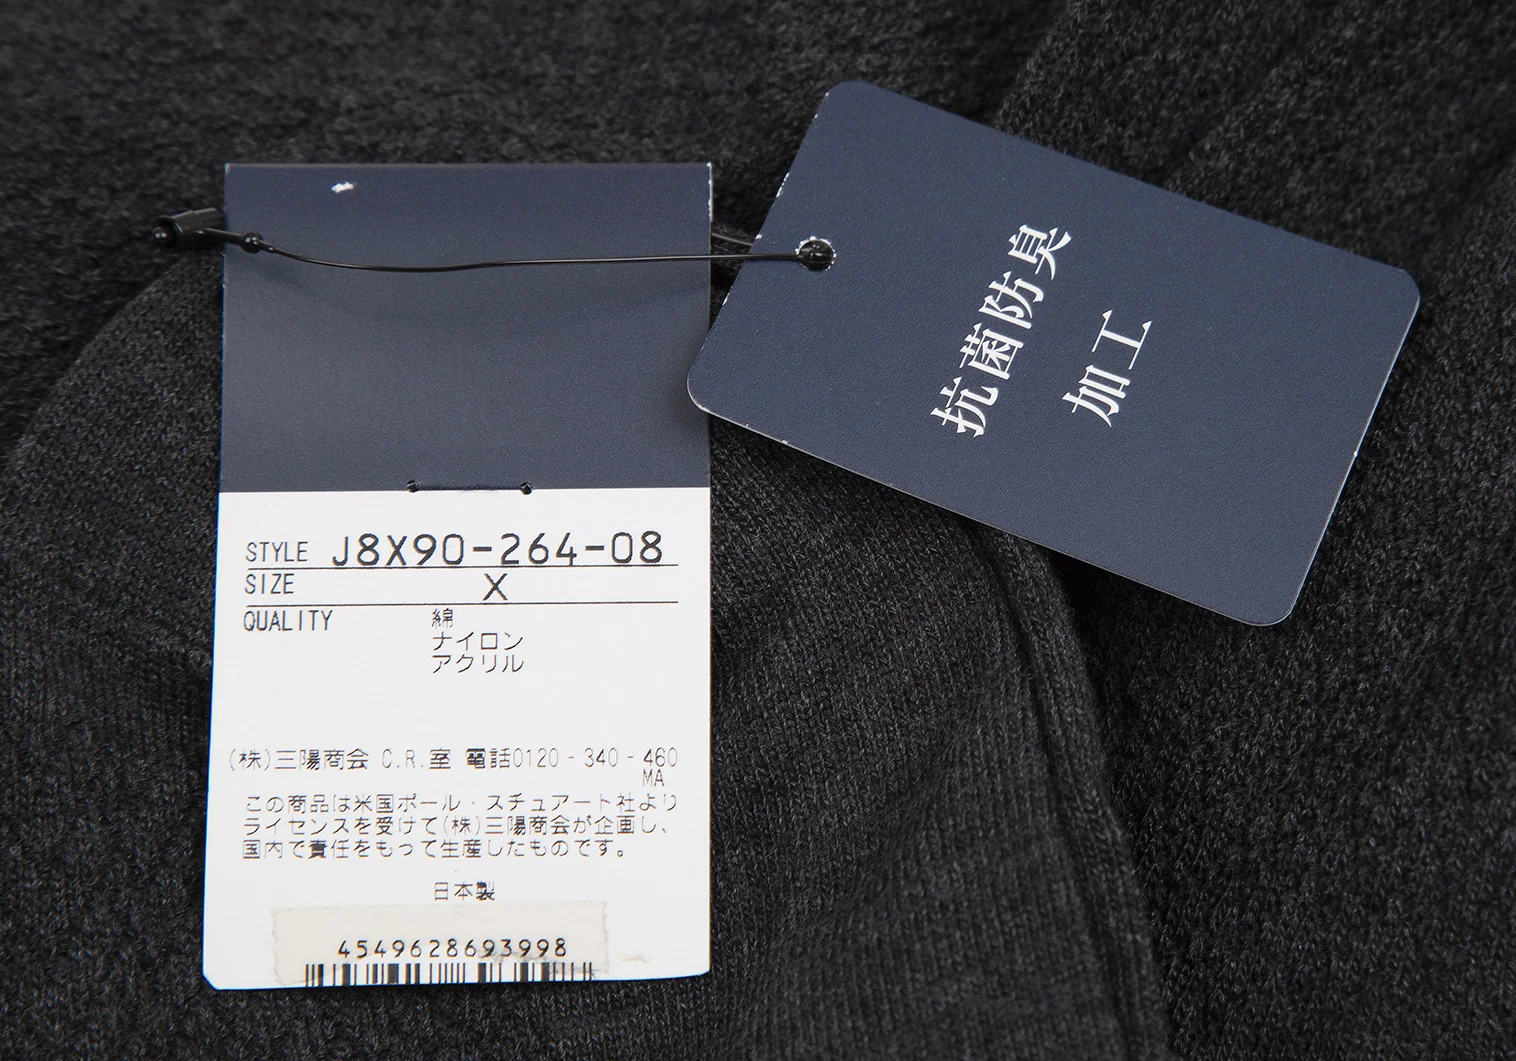 STYLE J8X90-264-08
SIZE X
QUALITY 綿
ナイロン
アクリル
(株)三陽商会 C.R.室 電話0120-340-460
MA
この商品は米国ポール・スチュアート社より
ライセンスを受けて(株)三陽商会が企画し、
国内で責任をもって生産したものです。
日本製
4549628693998
抗菌防臭
加工